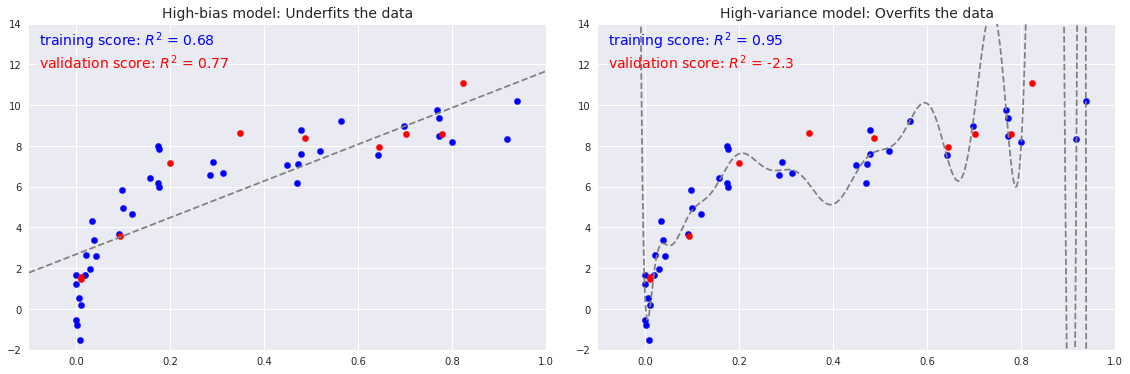 High-bias model: Underfits the data
training score: R² = 0.68
validation score: R² = 0.77
14
12
10
8
6
4
2
0
−2
0.0 0.2 0.4 0.6 0.8 1.0
High-variance model: Overfits the data
training score: R² = 0.95
validation score: R² = -2.3
14
12
10
8
6
4
2
0
−2
0.0 0.2 0.4 0.6 0.8 1.0